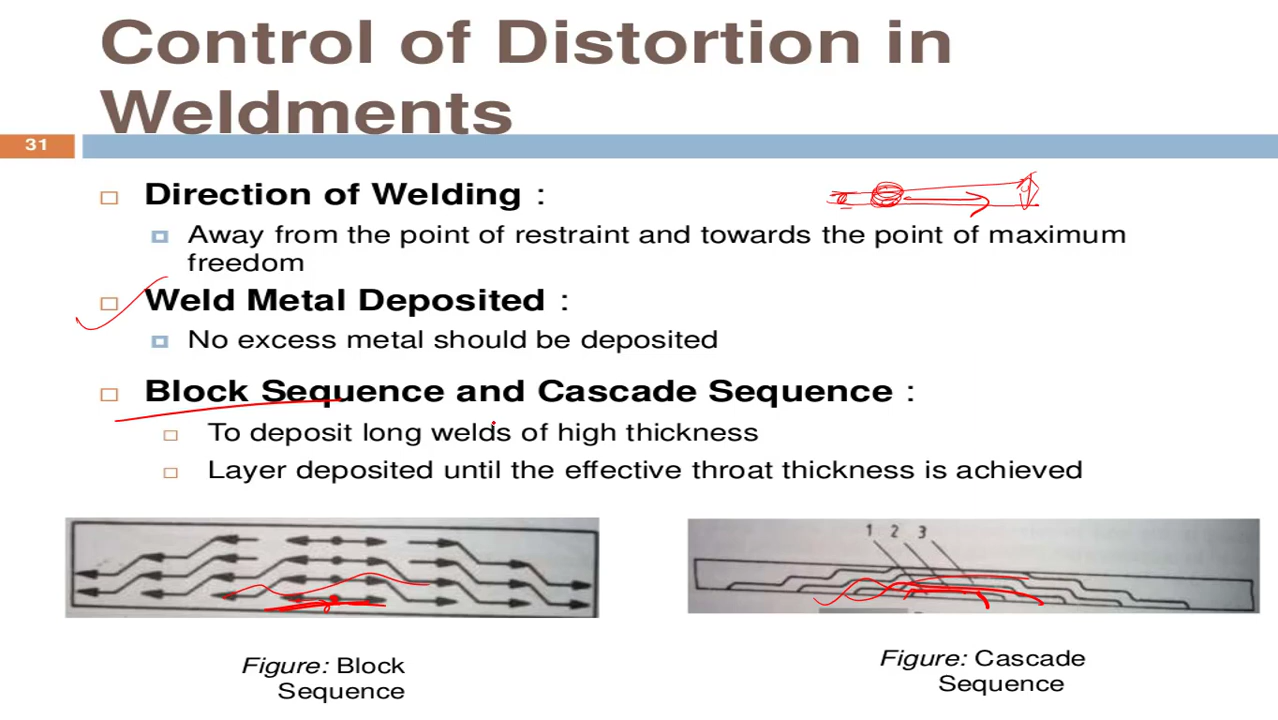 Control of Distortion in
Weldments
31
Direction of Welding :
Away from the point of restraint and towards the point of maximum
freedom
Weld Metal Deposited :
No excess metal should be deposited
Block Sequence and Cascade Sequence :
To deposit long welds of high thickness
Layer deposited until the effective throat thickness is achieved
1 2 3
Figure: Block
Sequence
Figure: Cascade
Sequence